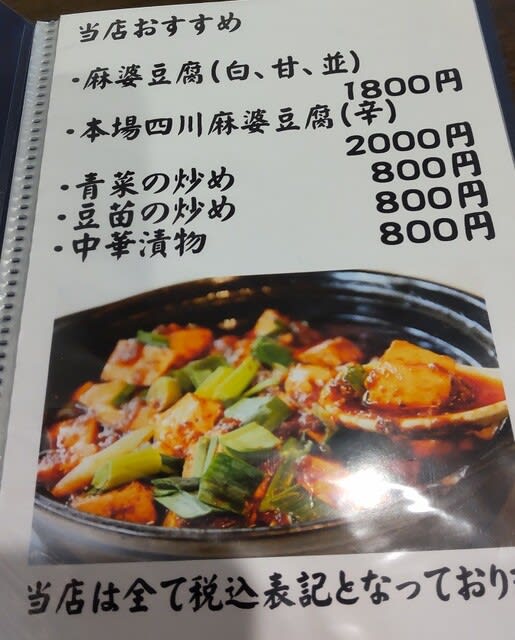 当店おすすめ
・麻婆豆腐(白、甘、並)
1800円
・本場四川麻婆豆腐(辛)
2000円
・青菜の炒め 800円
・豆苗の炒め 800円
・中華漬物 800円
当店は全て税込表記となっており